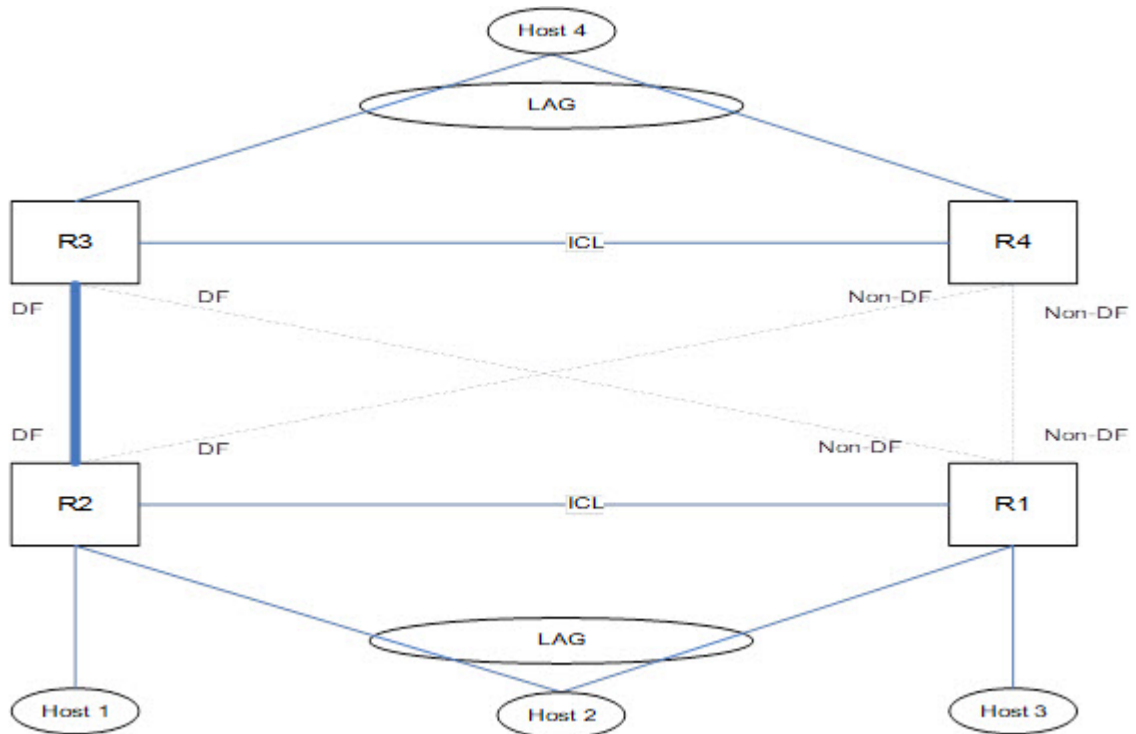 Host 4
LAG
R3
ICL
R4
DF
DF
Non-DF
Non-DF
DF
DF
Non-DF
Non-DF
R2
ICL
R1
LAG
Host 1
Host 2
Host 3